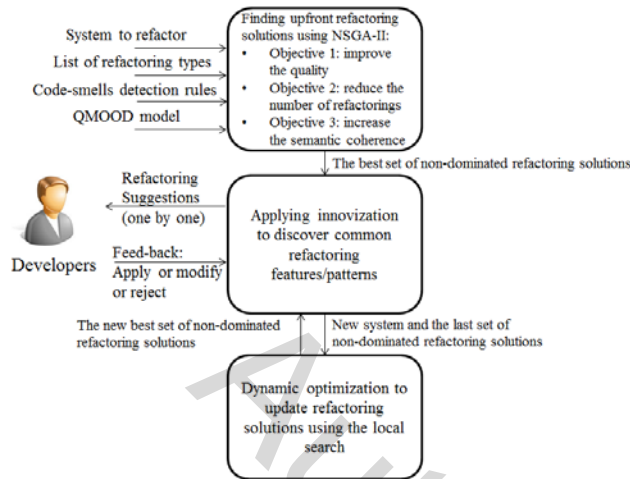 System to refactor
List of refactoring types
Code-smells detection rules
QMOOD model
Finding upfront refactoring
solutions using NSGA-II:
• Objective 1: improve
the quality
• Objective 2: reduce the
number of refactorings
• Objective 3: increase
the semantic coherence
The best set of non-dominated refactoring solutions
Refactoring
Suggestions
(one by one)
Developers
Feed-back:
Apply or modify
or reject
Applying innovization
to discover common
refactoring
features/patterns
The new best set of non-dominated
refactoring solutions
New system and the last set of
non-dominated refactoring solutions
Dynamic optimization to
update refactoring
solutions using the local
search